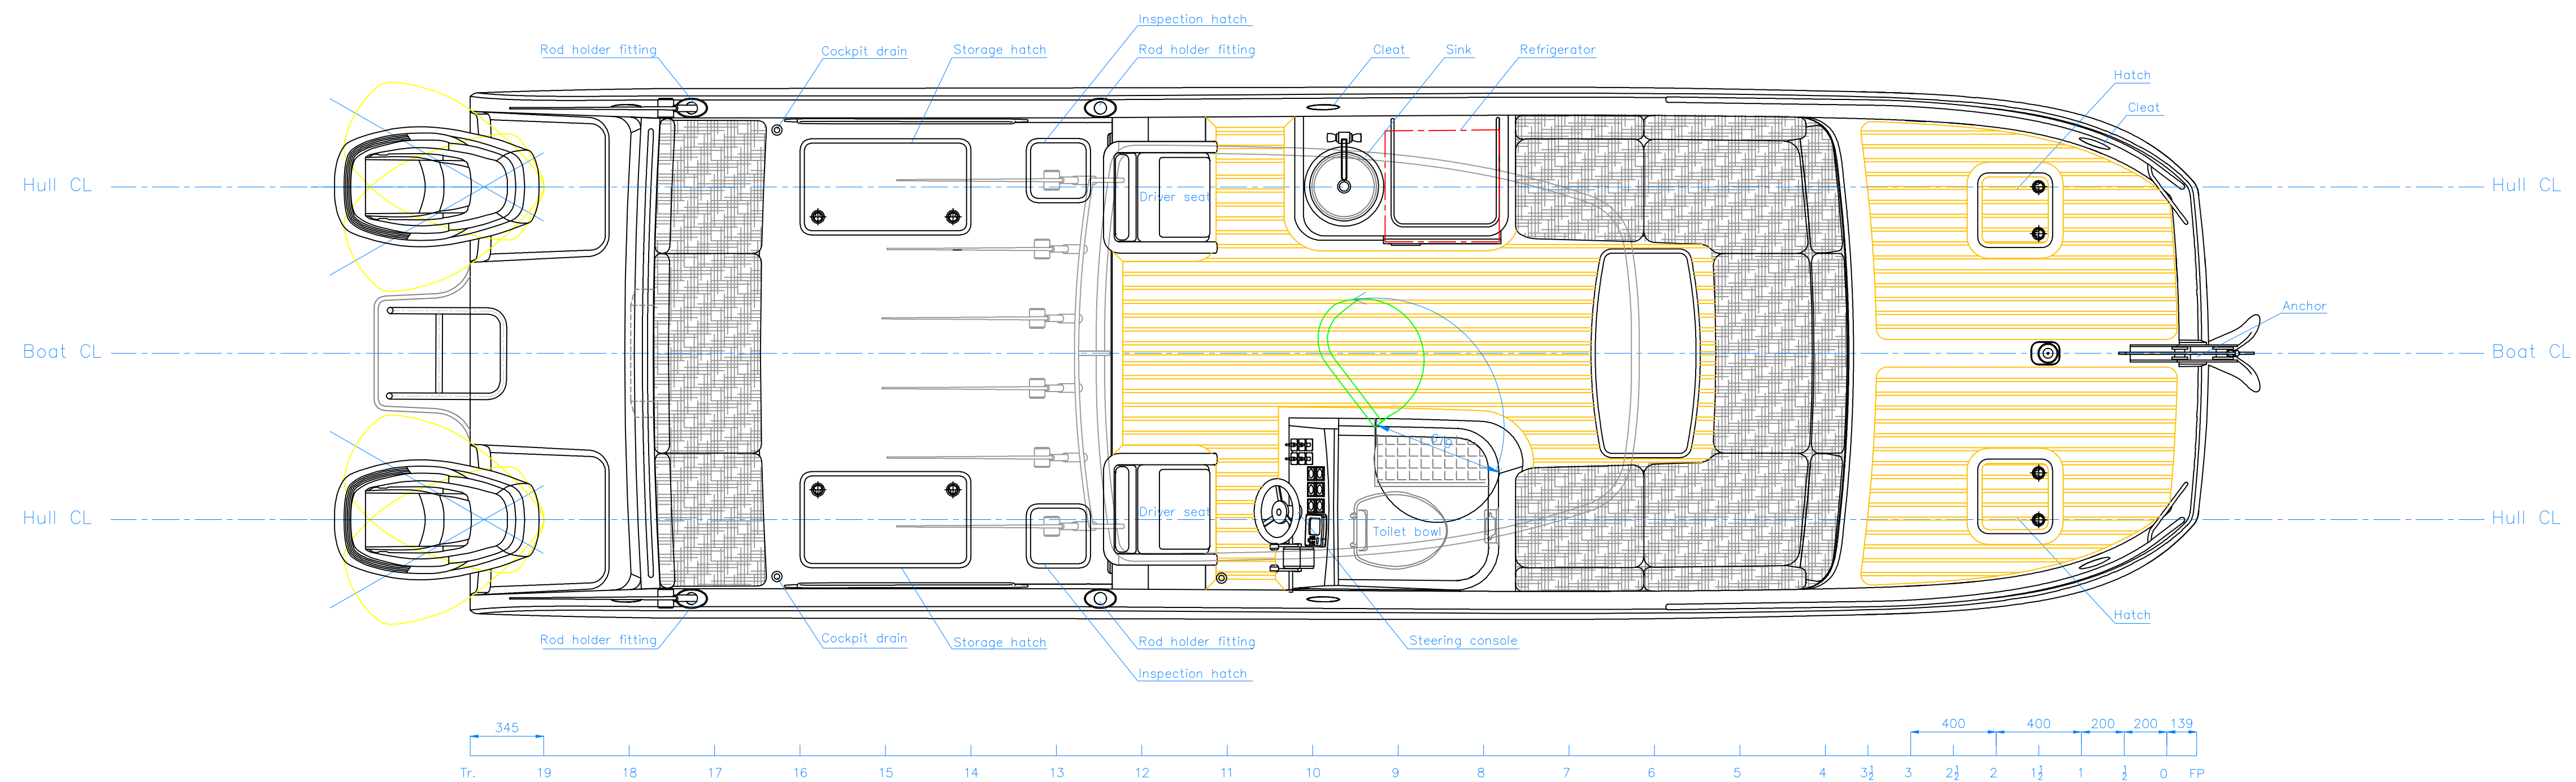 Inspection hatch
Rod holder fitting
Cockpit drain
Storage hatch
Rod holder fitting
Cleat
Sink
Refrigerator
Hatch
Cleat
Hull CL
Driver seat
Hull CL
Anchor
Boat CL
Boat CL
Hull CL
Driver seat
Toilet bowl
Hull CL
Hatch
Rod holder fitting
Cockpit drain
Storage hatch
Rod holder fitting
Steering console
Inspection hatch
345
400
400
200
200
139
Tr. 19 18 17 16 15 14 13 12 11 10 9 8 7 6 5 4 3½ 3 2½ 2 1½ 1 ½ 0 FP